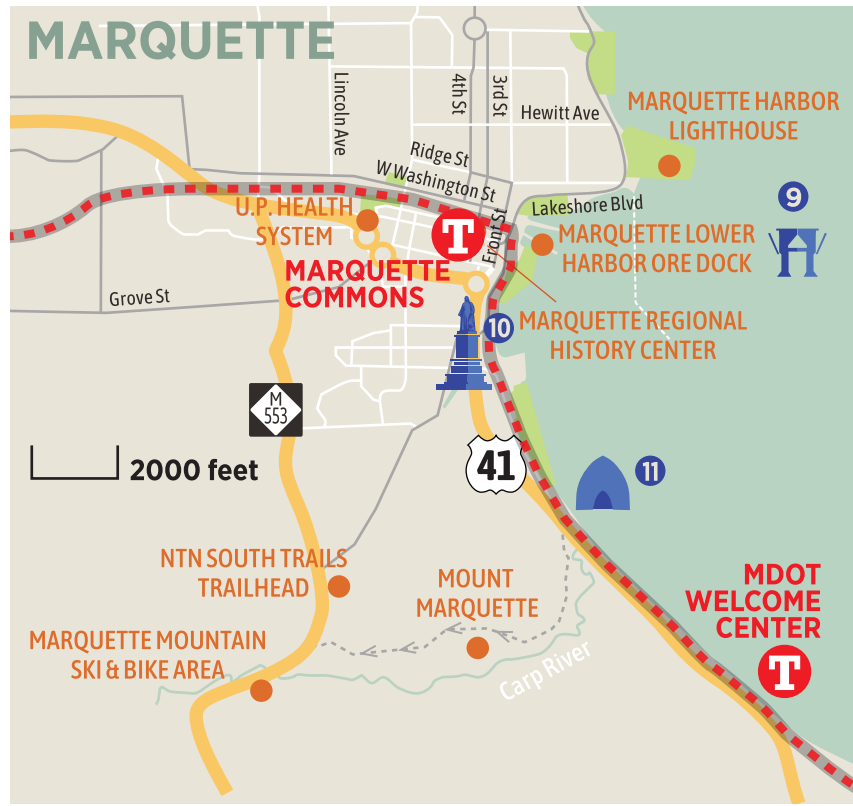 MARQUETTE
Lincoln Ave
4th St
3rd St
Hewitt Ave
MARQUETTE HARBOR
LIGHTHOUSE
Ridge St
W Washington St
9
Lakeshore Blvd
U.P. HEALTH
SYSTEM
T
Front St
MARQUETTE LOWER
HARBOR ORE DOCK
MARQUETTE
COMMONS
Grove St
10
MARQUETTE REGIONAL
HISTORY CENTER
M
553
2000 feet
41
11
NTN SOUTH TRAILS
TRAILHEAD
MOUNT
MARQUETTE
MDOT
WELCOME
CENTER
T
MARQUETTE MOUNTAIN
SKI & BIKE AREA
Carp River